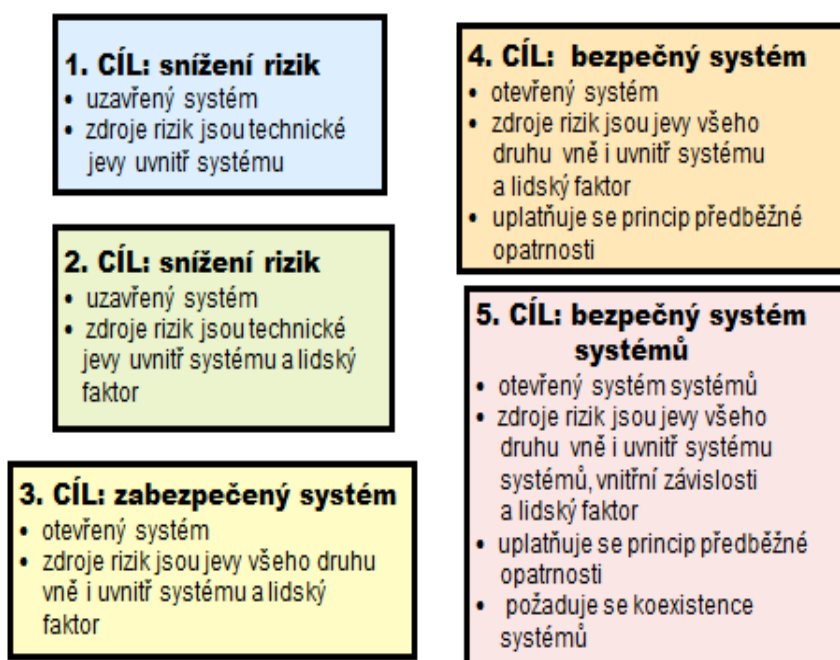 1. CÍL: snížení rizik
• uzavřený systém
• zdroje rizik jsou technické
jevy uvnitř systému
2. CÍL: snížení rizik
• uzavřený systém
• zdroje rizik jsou technické
jevy uvnitř systému a lidský
faktor
3. CÍL: zabezpečený systém
• otevřený systém
• zdroje rizik jsou jevy všeho druhu
vně i uvnitř systému a lidský
faktor
4. CÍL: bezpečný systém
• otevřený systém
• zdroje rizik jsou jevy všeho
druhu vně i uvnitř systému
a lidský faktor
• uplatňuje se princip předběžné
opatrnosti
5. CÍL: bezpečný systém
systémů
• otevřený systém systémů
• zdroje rizik jsou jevy všeho
druhu vně i uvnitř systému
systémů, vnitřní závislosti
a lidský faktor
• uplatňuje se princip předběžné
opatrnosti
• požaduje se koexistence
systémů